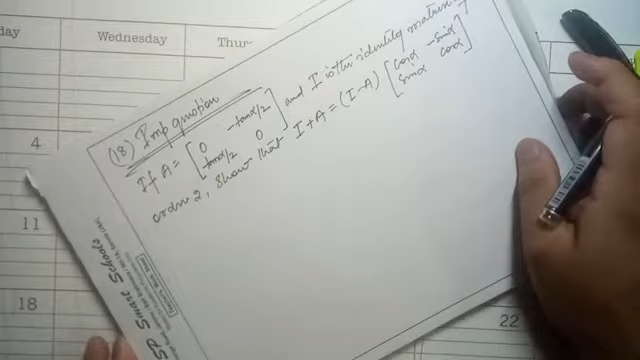 day
Wednesday
Thur
4
11
18
22
(18) Imp question
If A = [0 -tanα/2 tanα/2 0] and I is the identity matrix of
order 2, show that I + A = (I-A) [cosα -sinα sinα cosα]
SP Smart Schools